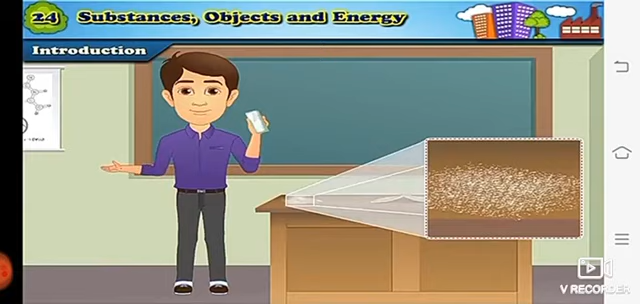 24 Substances, Objects and Energy
Introduction
V RECORDER